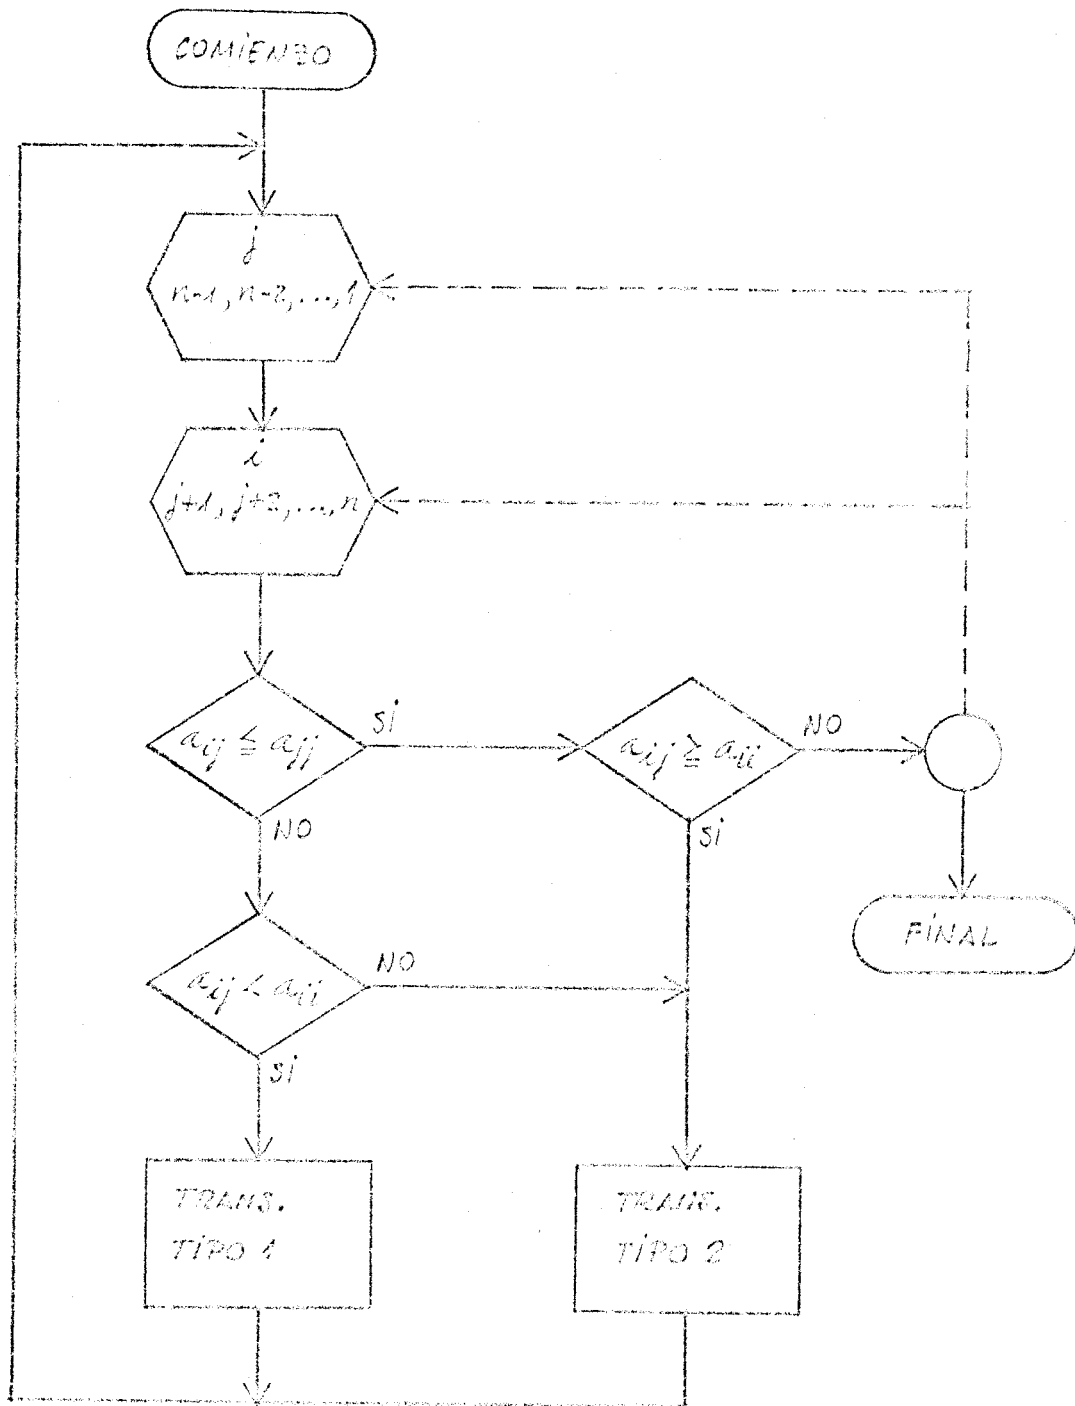 COMIENZO
j
n-1, n-2, ..., 1
i
j+1, j+2, ..., n
a_ij ≦ a_jj
SI
a_ij ≧ a_ii
NO
NO
SI
a_ij < a_ii
NO
FINAL
SI
TRANS.
TIPO 1
TRANS.
TIPO 2